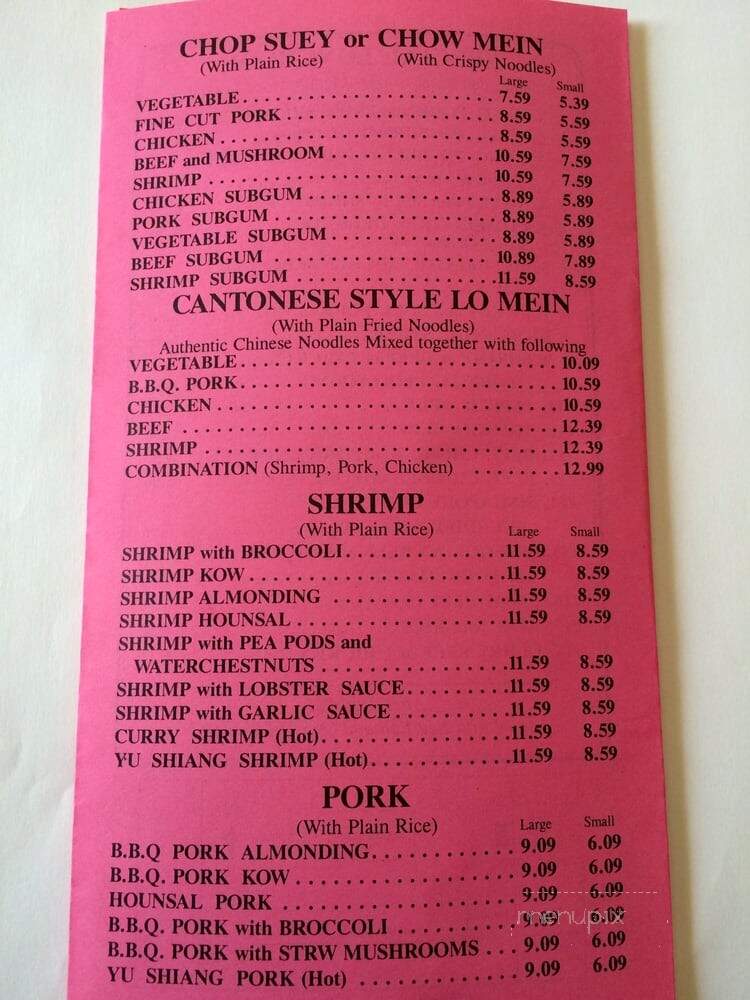 CHOP SUEY or CHOW MEIN
(With Plain Rice) (With Crispy Noodles)
Large Small
VEGETABLE 7.59 5.39
FINE CUT PORK 8.59 5.59
CHICKEN 8.59 5.59
BEEF and MUSHROOM 10.59 7.59
SHRIMP 10.59 7.59
CHICKEN SUBGUM 8.89 5.89
PORK SUBGUM 8.89 5.89
VEGETABLE SUBGUM 8.89 5.89
BEEF SUBGUM 10.89 7.89
SHRIMP SUBGUM 11.59 8.59
CANTONESE STYLE LO MEIN
(With Plain Fried Noodles)
Authentic Chinese Noodles Mixed together with following
VEGETABLE 10.09
B.B.Q. PORK 10.59
CHICKEN 10.59
BEEF 12.39
SHRIMP 12.39
COMBINATION (Shrimp, Pork, Chicken) 12.99
SHRIMP
(With Plain Rice) Large Small
SHRIMP with BROCCOLI 11.59 8.59
SHRIMP KOW 11.59 8.59
SHRIMP ALMONDING 11.59 8.59
SHRIMP HOUNSAL 11.59 8.59
SHRIMP with PEA PODS and
WATERCHESTNUTS 11.59 8.59
SHRIMP with LOBSTER SAUCE 11.59 8.59
SHRIMP with GARLIC SAUCE 11.59 8.59
CURRY SHRIMP (Hot) 11.59 8.59
YU SHIANG SHRIMP (Hot) 11.59 8.59
PORK
(With Plain Rice) Large Small
B.B.Q PORK ALMONDING 9.09 6.09
B.B.Q. PORK KOW 9.09 6.09
HOUNSAL PORK 9.09 6.09
B.B.Q. PORK with BROCCOLI 9.09 6.09
menupix
B.B.Q. PORK with STRW MUSHROOMS 9.09 6.09
YU SHIANG PORK (Hot) 9.09 6.09